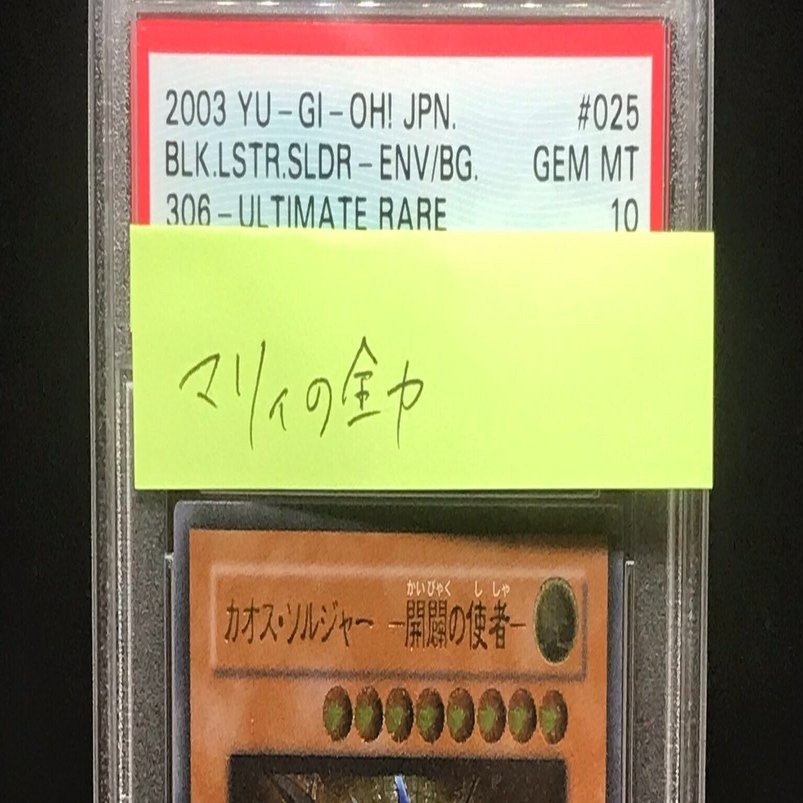 2003 YU-GI-OH! JPN. #025
BLK.LSTR.SLDR-ENV/BG. GEM MT
306-ULTIMATE RARE 10
マリィの全力
カオス・ソルジャー -開闢の使者-
かいびゃく ししゃ